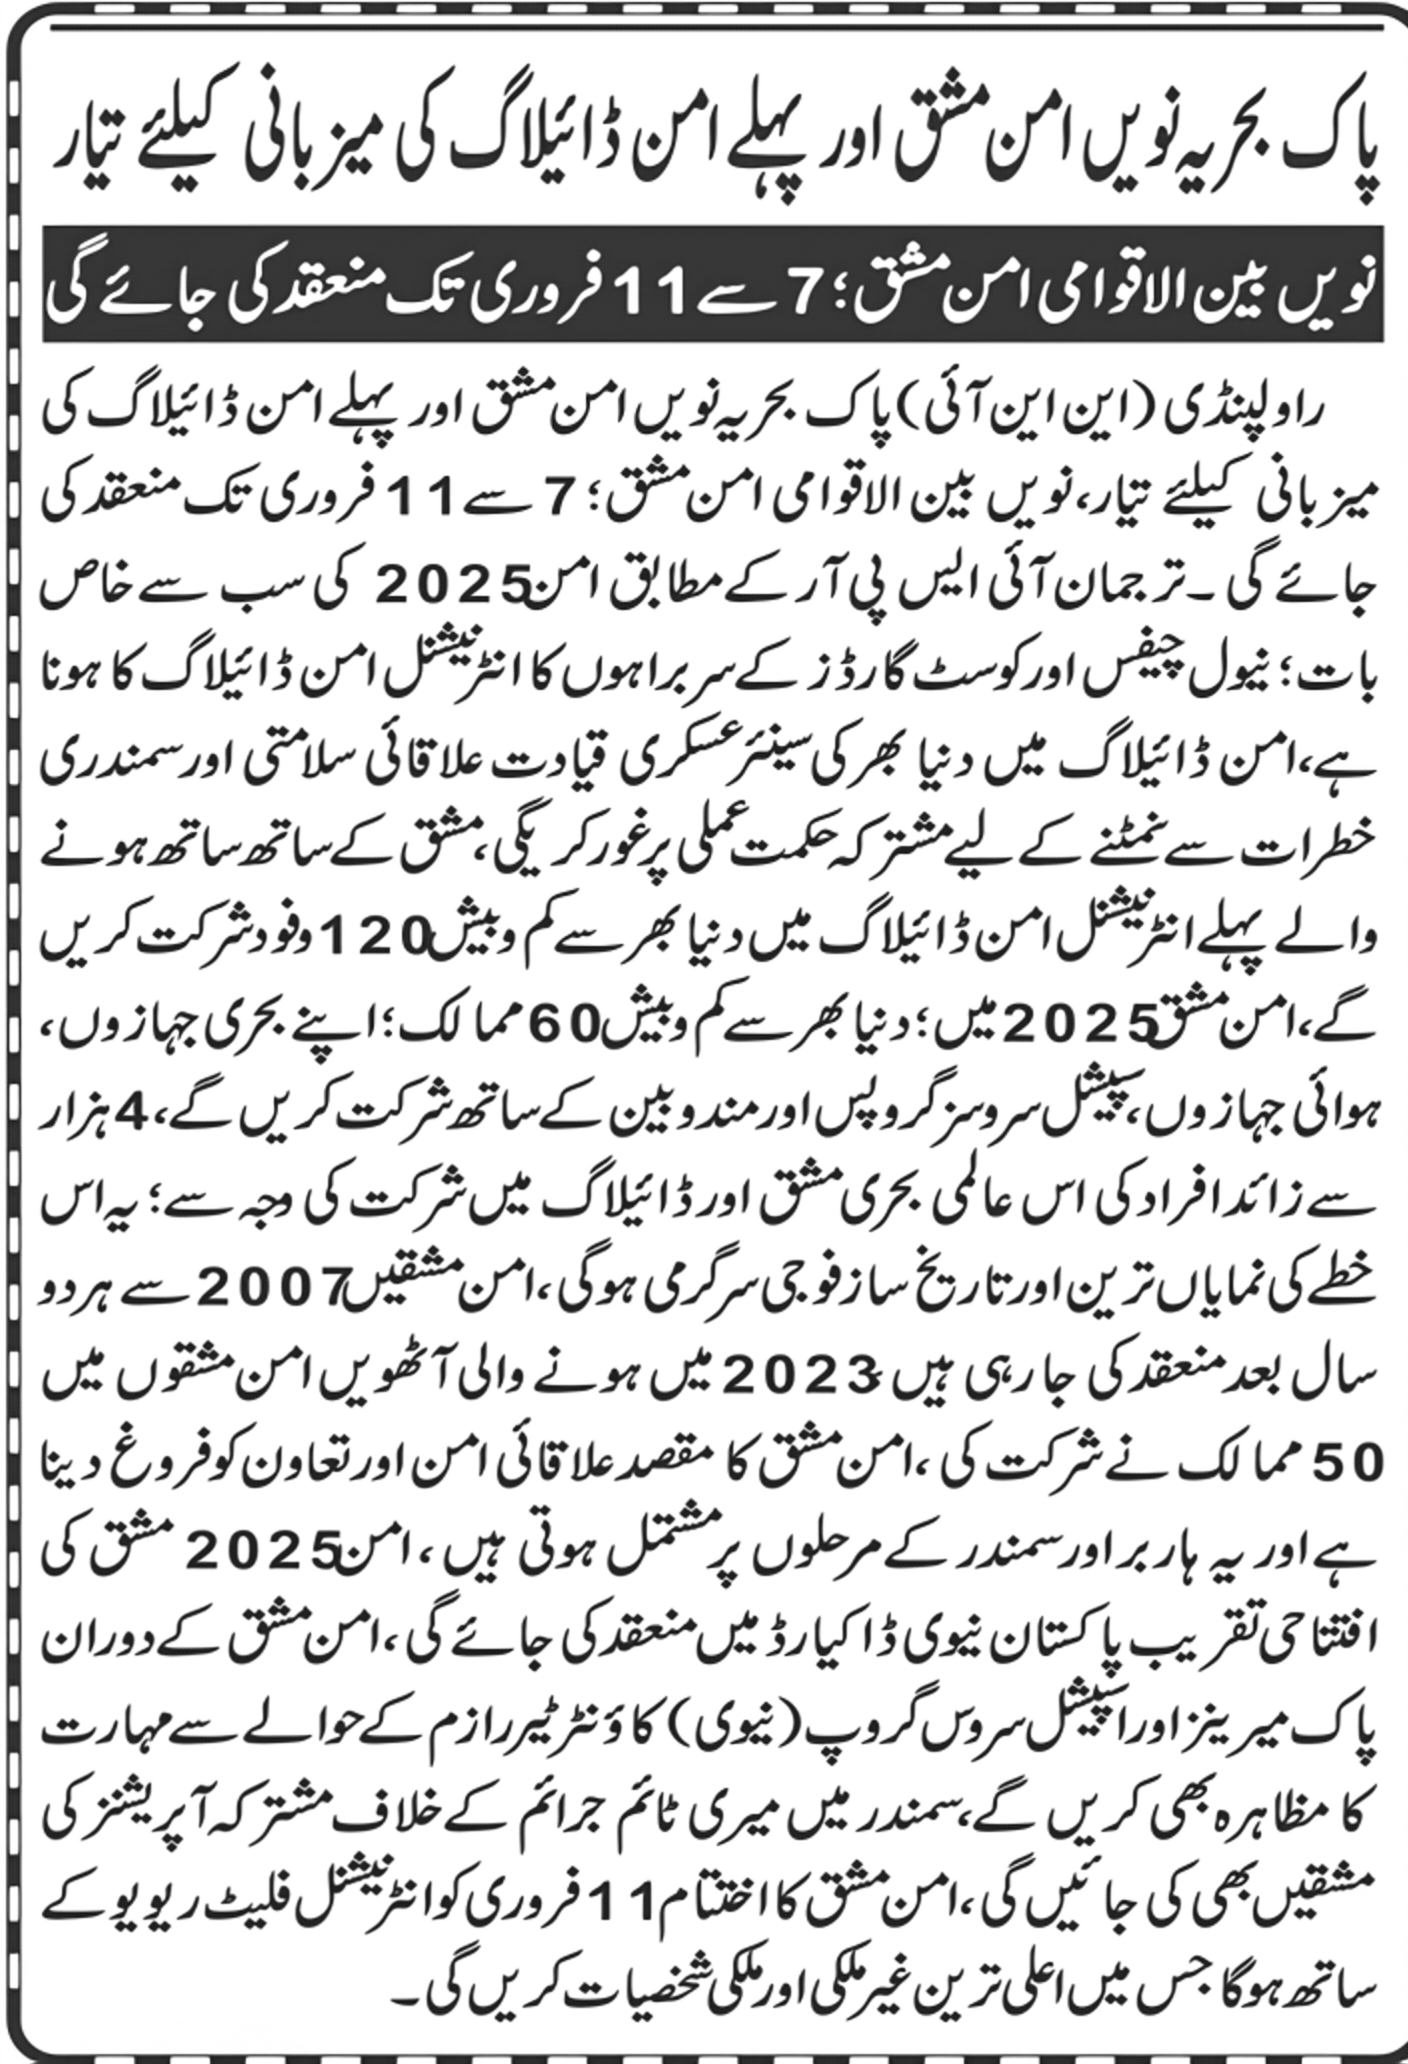 پاک بحریہ نویں امن مشق اور پہلے امن ڈائیلاگ کی میزبانی کیلئے تیار
نویں بین الاقوامی امن مشق؛ 7 سے 11 فروری تک منعقد کی جائے گی
راولپنڈی (این این آئی) پاک بحریہ نویں امن مشق اور پہلے امن ڈائیلاگ کی
میزبانی کیلئے تیار، نویں بین الاقوامی امن مشق؛ 7 سے 11 فروری تک منعقد کی
جائے گی ۔ ترجمان آئی ایس پی آر کے مطابق امن 2025 کی سب سے خاص
بات؛ نیول چیفس اور کوسٹ گارڈز کے سربراہوں کا انٹرنیشنل امن ڈائیلاگ کا ہونا
ہے، امن ڈائیلاگ میں دنیا بھر کی سینئر عسکری قیادت علاقائی سلامتی اور سمندری
خطرات سے نمٹنے کے لیے مشترکہ حکمت عملی پر غور کریگی، مشق کے ساتھ ساتھ ہونے
والے پہلے انٹرنیشنل امن ڈائیلاگ میں دنیا بھر سے کم و بیش 120 وفود شرکت کریں
گے، امن مشق 2025 میں؛ دنیا بھر سے کم و بیش 60 ممالک؛ اپنے بحری جہازوں،
ہوائی جہازوں، سپیشل سروسز گروپس اور مندوبین کے ساتھ شرکت کریں گے، 4 ہزار
سے زائد افراد کی اس عالمی بحری مشق اور ڈائیلاگ میں شرکت کی وجہ سے؛ یہ اس
خطے کی نمایاں ترین اور تاریخ ساز فوجی سرگرمی ہوگی، امن مشقیں 2007 سے ہر دو
سال بعد منعقد کی جا رہی ہیں 2023 میں ہونے والی آٹھویں امن مشقوں میں
50 ممالک نے شرکت کی، امن مشق کا مقصد علاقائی امن اور تعاون کو فروغ دینا
ہے اور یہ ہاربر اور سمندر کے مرحلوں پر مشتمل ہوتی ہیں، امن 2025 مشق کی
افتتاحی تقریب پاکستان نیوی ڈاکیارڈ میں منعقد کی جائے گی، امن مشق کے دوران
پاک میرینز اور اسپیشل سروس گروپ (نیوی) کاؤنٹر ٹیررازم کے حوالے سے مہارت
کا مظاہرہ بھی کریں گے، سمندر میں میری ٹائم جرائم کے خلاف مشترکہ آپریشنز کی
مشقیں بھی کی جائیں گی، امن مشق کا اختتام 11 فروری کو انٹرنیشنل فلیٹ ریویو کے
ساتھ ہوگا جس میں اعلی ترین غیر ملکی اور ملکی شخصیات کریں گی۔